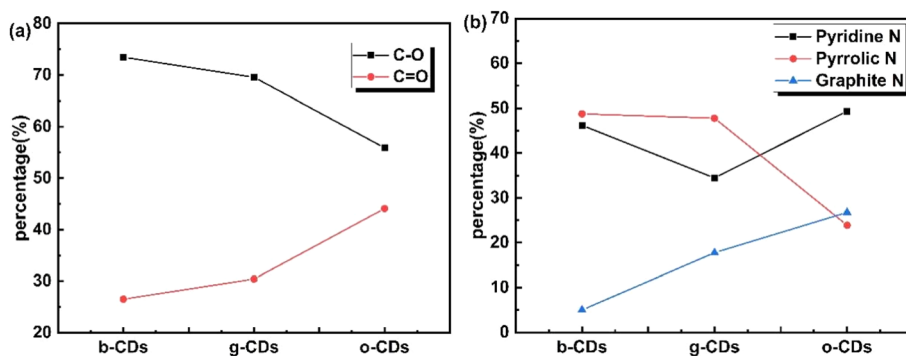 (a)
80
70
60
50
40
30
20
percentage(%)
C-O
C=O
b-CDs g-CDs o-CDs
(b)
70
60
50
40
30
20
10
0
percentage(%)
Pyridine N
Pyrrolic N
Graphite N
b-CDs g-CDs o-CDs